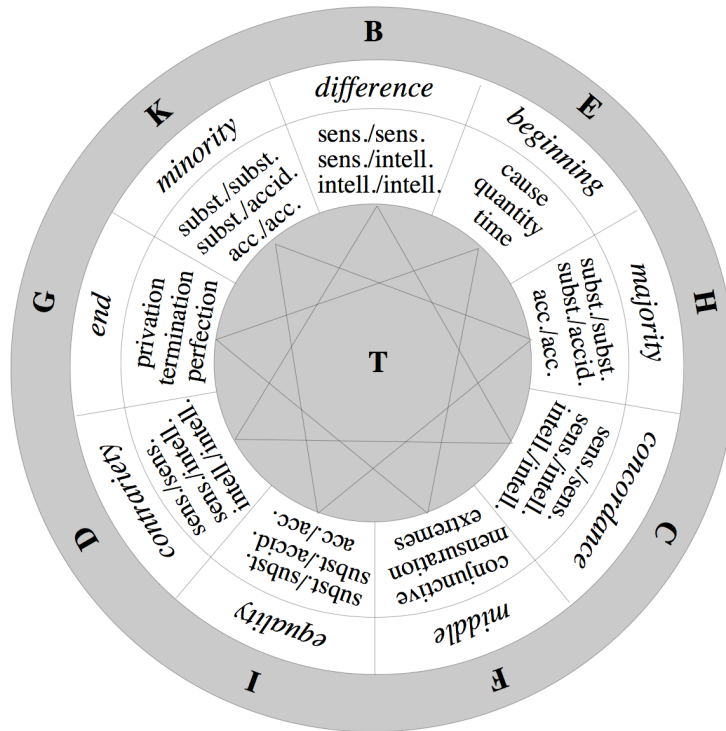 B
difference
sens./sens.
sens./intell.
intell./intell.
E
beginning
cause
quantity
time
H
majority
subst./subst.
subst./accid.
acc./acc.
C
concordance
sens./sens.
sens./intell.
intell./intell.
F
middle
conjunctive
mensuration
extremes
I
equality
subst./subst.
subst./accid.
acc./acc.
D
contrariety
sens./sens.
sens./intell.
intell./intell.
G
end
privation
termination
perfection
K
minority
subst./subst.
subst./accid.
acc./acc.
T